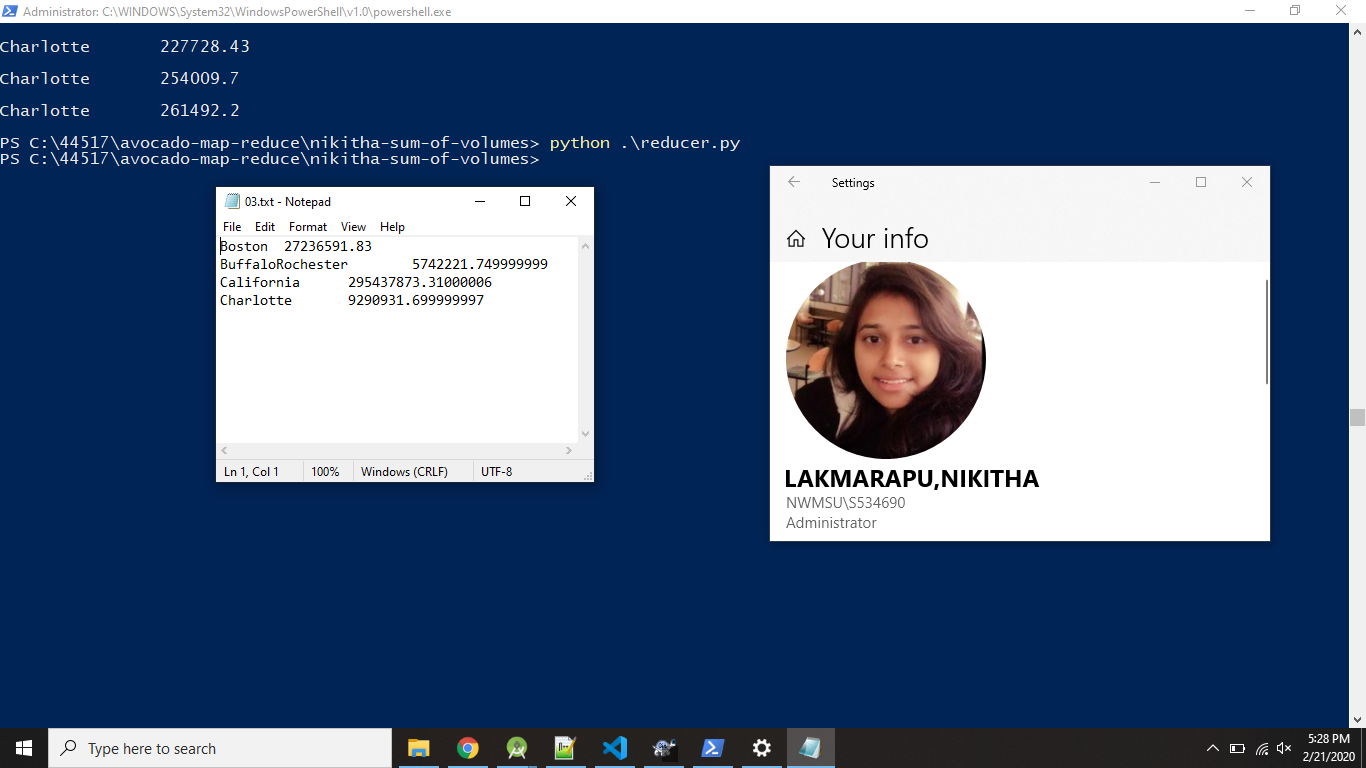 Administrator: C:\WINDOWS\System32\WindowsPowerShell\v1.0\powershell.exe
Charlotte 227728.43
Charlotte 254009.7
Charlotte 261492.2
PS C:\44517\avocado-map-reduce\nikitha-sum-of-volumes> python .\reducer.py
PS C:\44517\avocado-map-reduce\nikitha-sum-of-volumes>
03.txt - Notepad
File Edit Format View Help
Boston 27236591.83
BuffaloRochester 5742221.749999999
California 295437873.31000006
Charlotte 9290931.699999997
Ln 1, Col 1 100% Windows (CRLF) UTF-8
Settings
Your info
LAKMARAPU,NIKITHA
NWMSU\S534690
Administrator
Type here to search
5:28 PM
2/21/2020